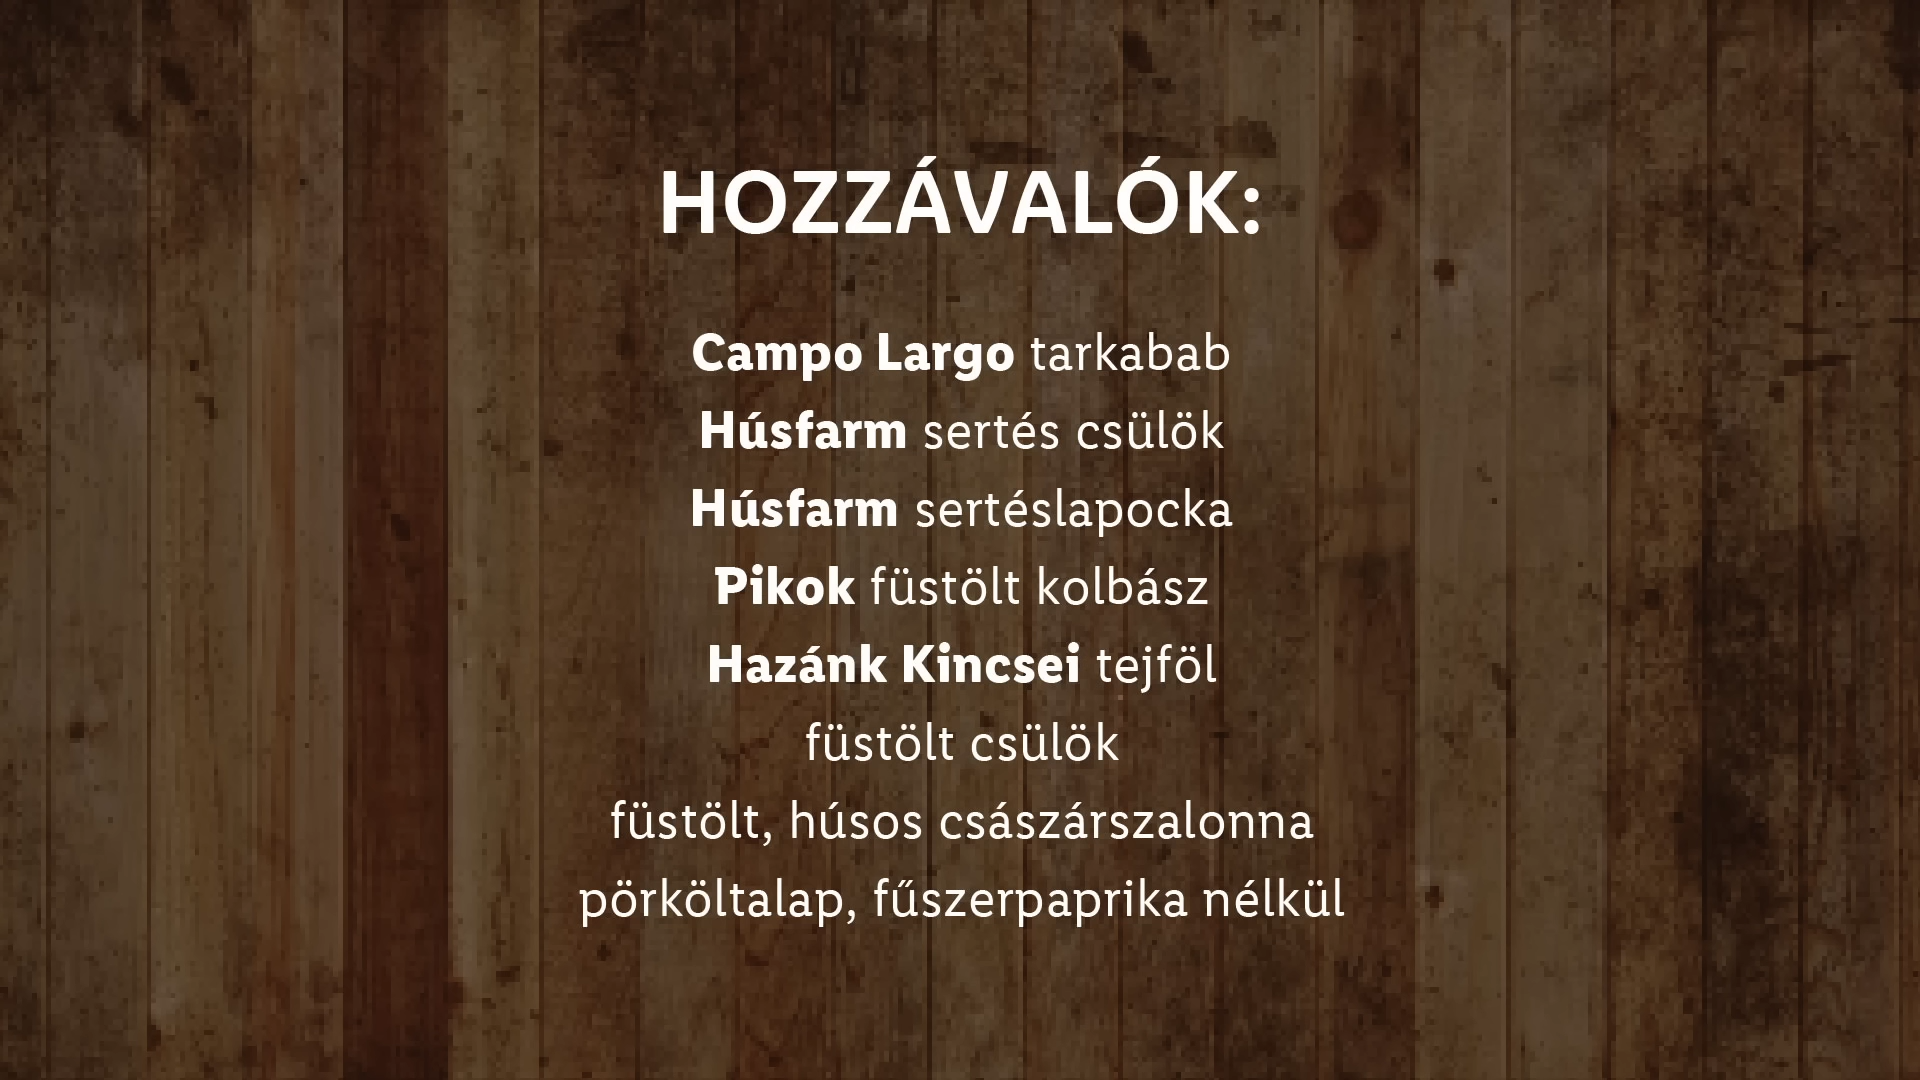 HOZZÁVALÓK:
Campo Largo tarkabab
Húsfarm sertés csülök
Húsfarm sertéslapocka
Pikok füstölt kolbász
Hazánk Kincsei tejföl
füstölt csülök
füstölt, húsos császárszalonna
pörköltalap, fűszerpaprika nélkül